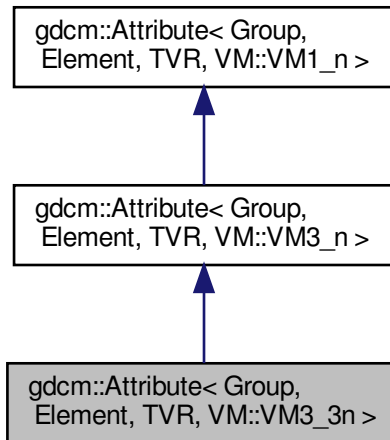 gdcm::Attribute< Group,
Element, TVR, VM::VM1_n >
gdcm::Attribute< Group,
Element, TVR, VM::VM3_n >
gdcm::Attribute< Group,
Element, TVR, VM::VM3_3n >